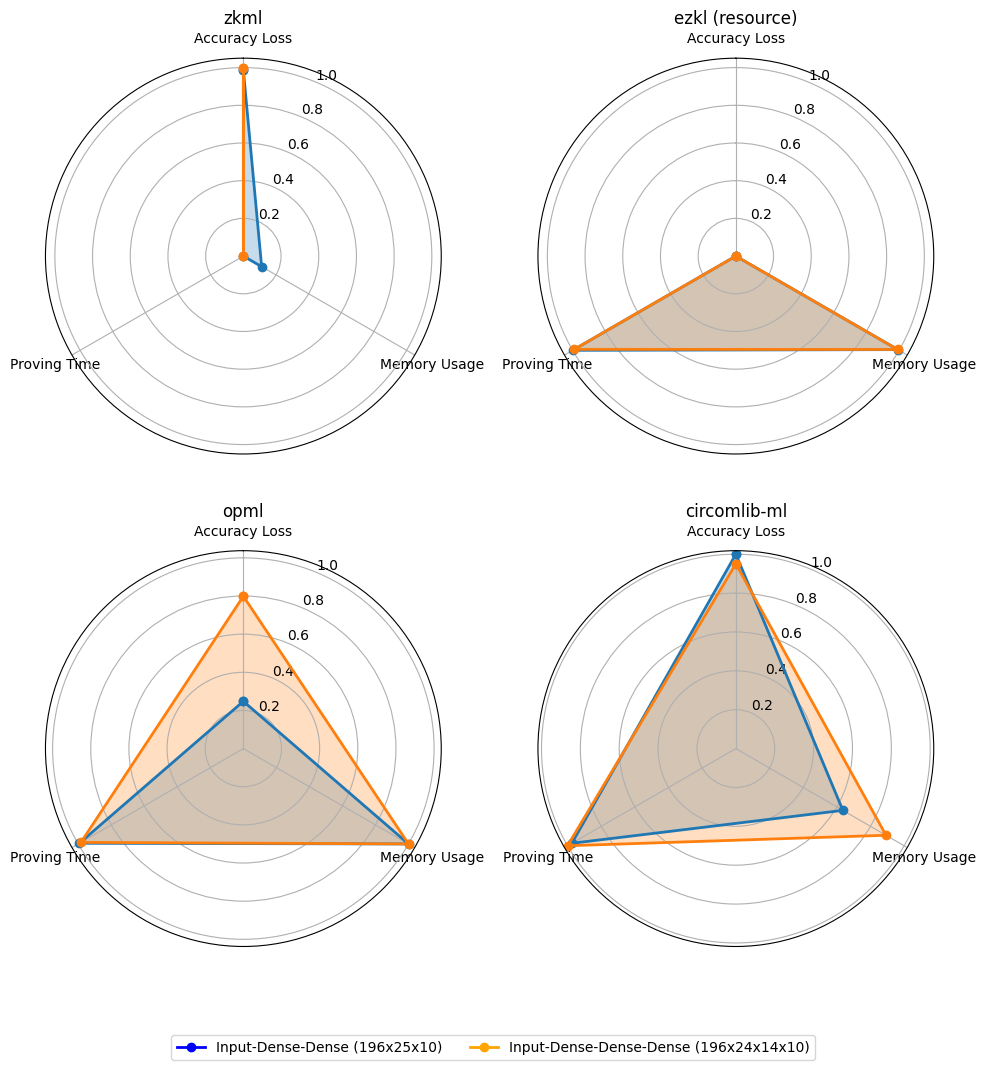 zkml
Accuracy Loss
1.0
0.8
0.6
0.4
0.2
Proving Time
Memory Usage
ezkl (resource)
Accuracy Loss
1.0
0.8
0.6
0.4
0.2
Proving Time
Memory Usage
opml
Accuracy Loss
1.0
0.8
0.6
0.4
0.2
Proving Time
Memory Usage
circomlib-ml
Accuracy Loss
1.0
0.8
0.6
0.4
0.2
Proving Time
Memory Usage
Input-Dense-Dense (196x25x10)
Input-Dense-Dense-Dense (196x24x14x10)